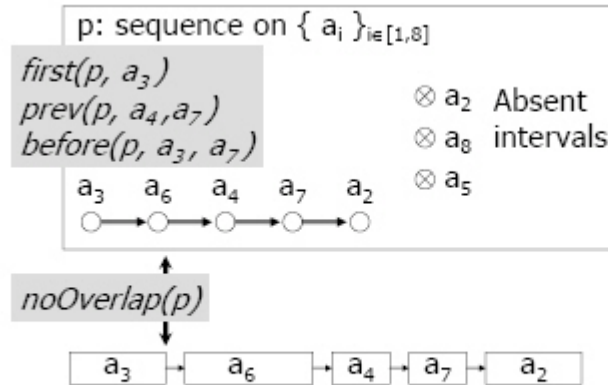 p: sequence on { aᵢ }ᵢ∈[1,8]
first(p, a₃)
prev(p, a₄,a₇)
before(p, a₃, a₇)
⊗ a₂ Absent
⊗ a₈ intervals
⊗ a₅
a₃ a₆ a₄ a₇ a₂
noOverlap(p)
a₃ a₆ a₄ a₇ a₂